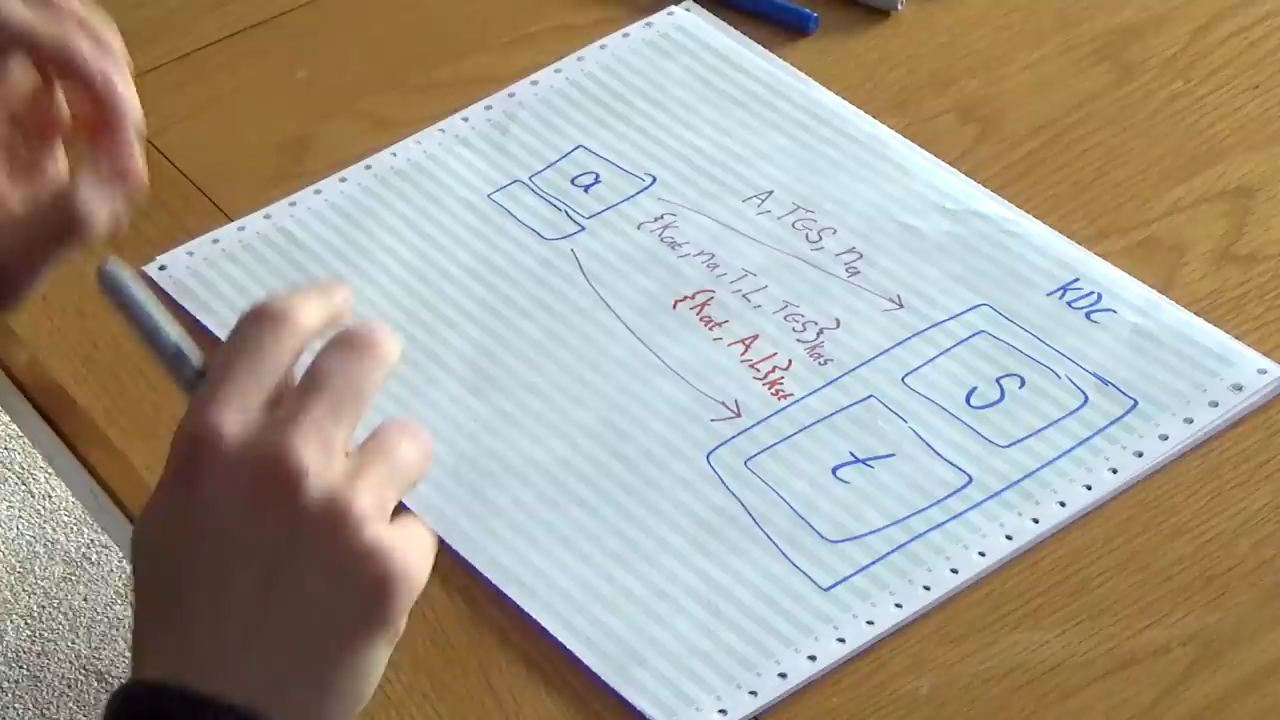 a
A, TGS, na
{Kat, na, T, L, TGS}Kas
{Kat, A, L}Kst
KDC
S
t